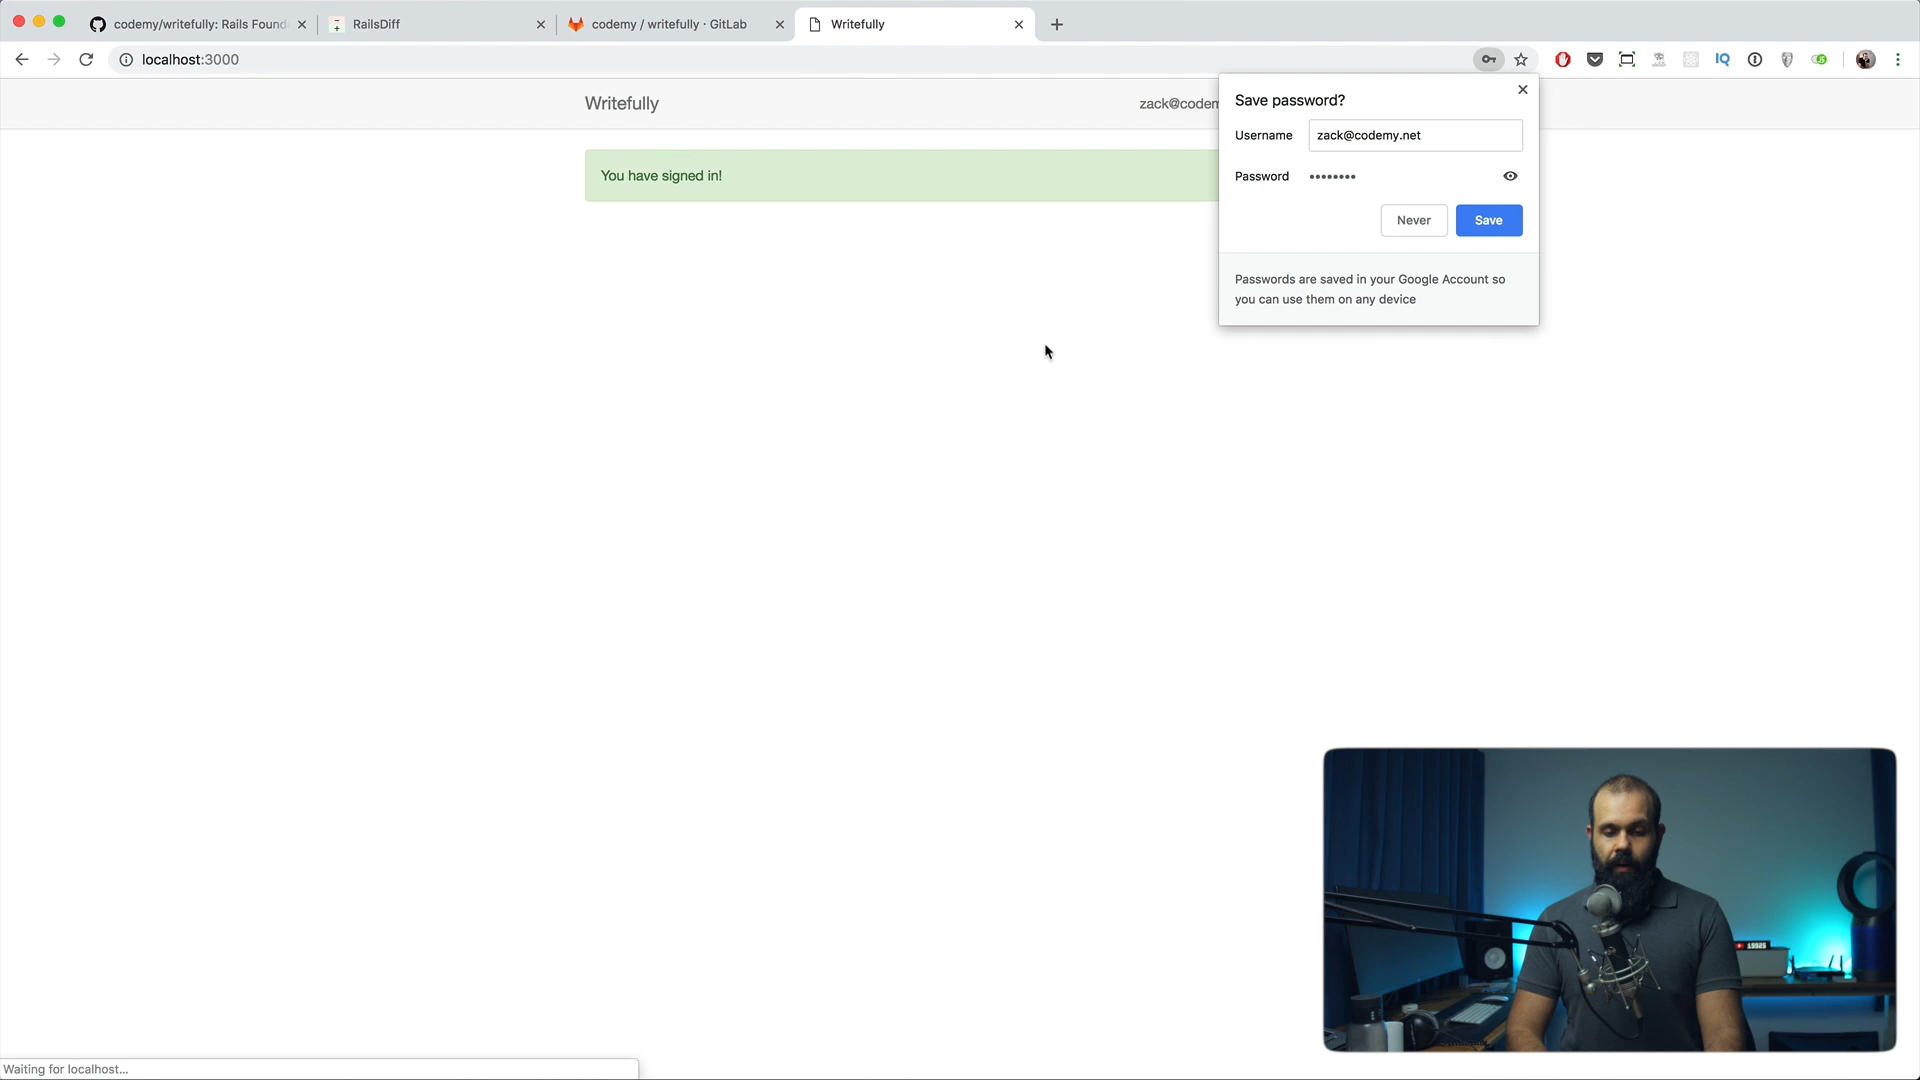 codemy/writefully: Rails Found
RailsDiff
codemy / writefully · GitLab
Writefully
localhost:3000
IQ
Writefully
zack@codem
Save password?
Username
zack@codemy.net
Password
••••••••
Never
Save
Passwords are saved in your Google Account so
you can use them on any device
You have signed in!
15925
Waiting for localhost...